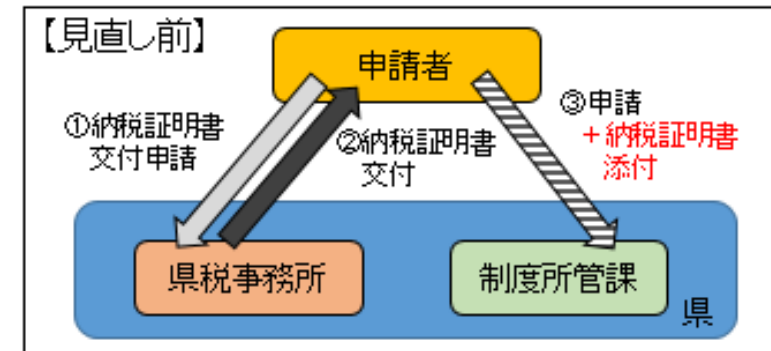 【見直し前】
申請者
①納税証明書
交付申請
②納税証明書
交付
③申請
+納税証明書
添付
県税事務所
制度所管課
県